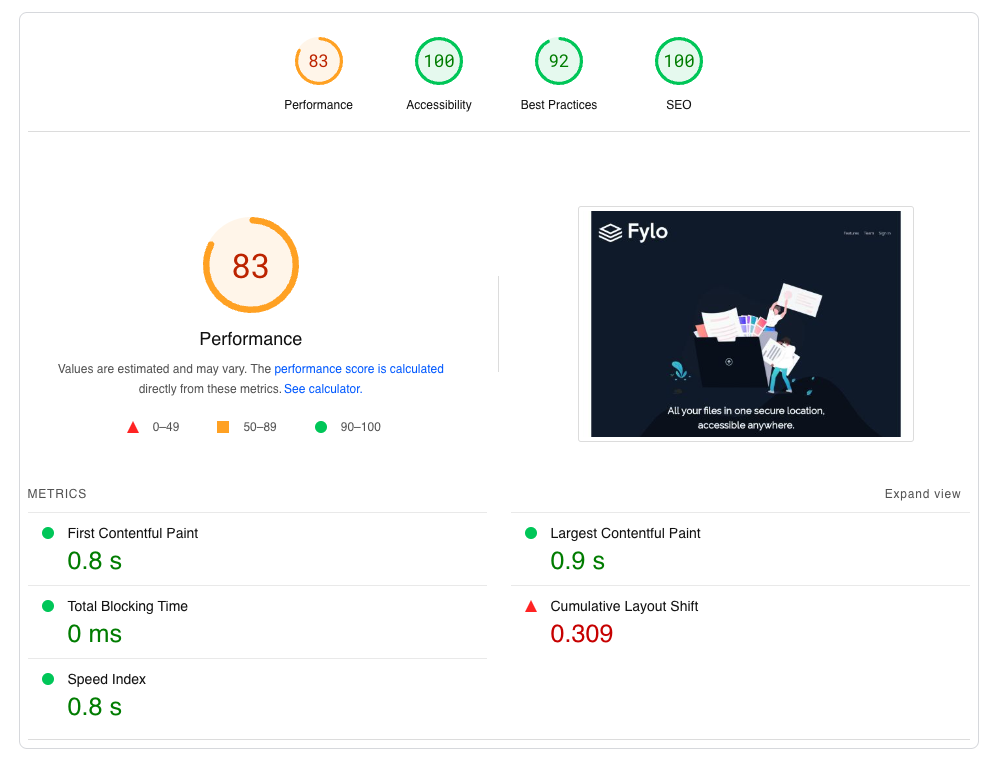 83
100
92
100
Performance
Accessibility
Best Practices
SEO
83
Performance
Values are estimated and may vary. The performance score is calculated
directly from these metrics. See calculator.
0–49
50–89
90–100
Fylo
Features Team Sign In
All your files in one secure location,
accessible anywhere.
METRICS
Expand view
First Contentful Paint
0.8 s
Largest Contentful Paint
0.9 s
Total Blocking Time
0 ms
Cumulative Layout Shift
0.309
Speed Index
0.8 s